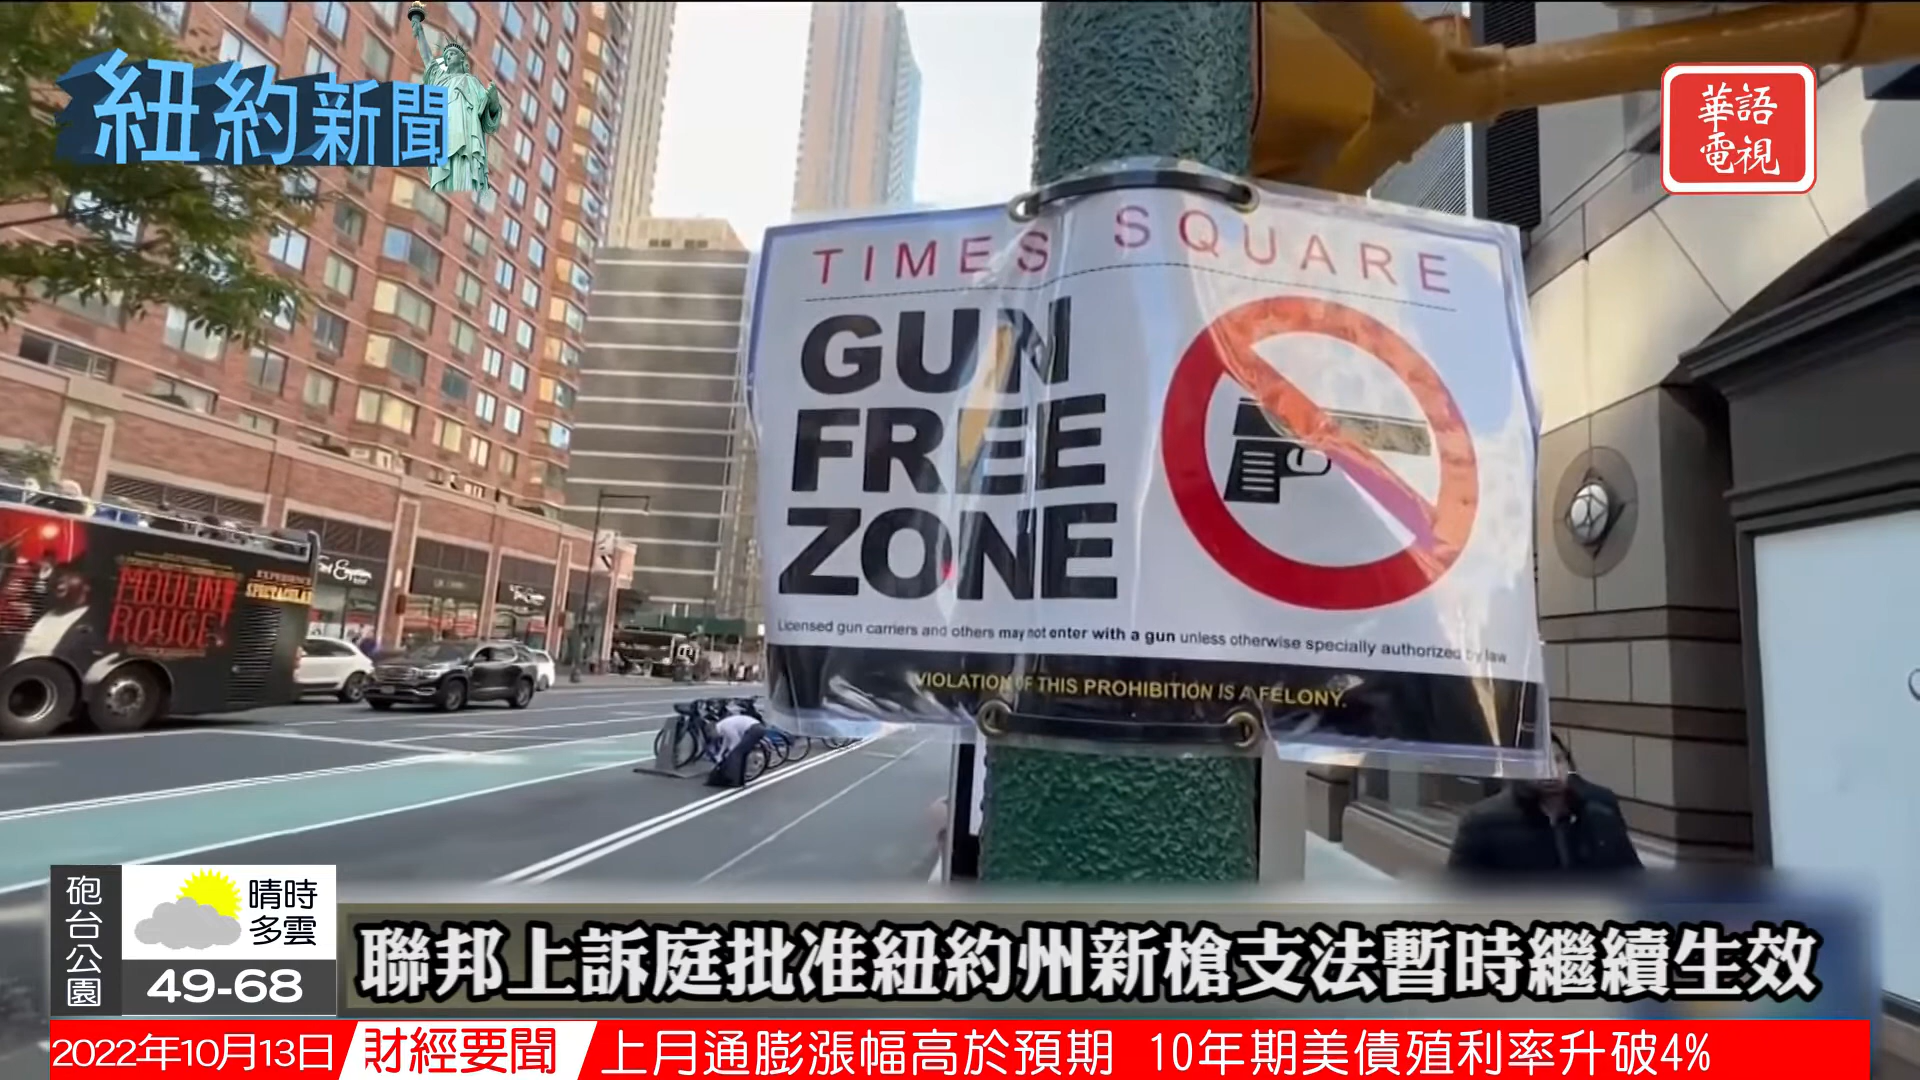 紐約新聞
華語
電視
TIMES SQUARE
GUN
FREE
ZONE
Licensed gun carriers and others may not enter with a gun unless otherwise specially authorized by law
VIOLATION OF THIS PROHIBITION IS A FELONY.
MOULIN
ROUGE!
EXPERIENCE
SPECTACULAR
砲台公園
晴時
多雲
49-68
聯邦上訴庭批准紐約州新槍支法暫時繼續生效
2022年10月13日
財經要聞
上月通膨漲幅高於預期 10年期美債殖利率升破4%